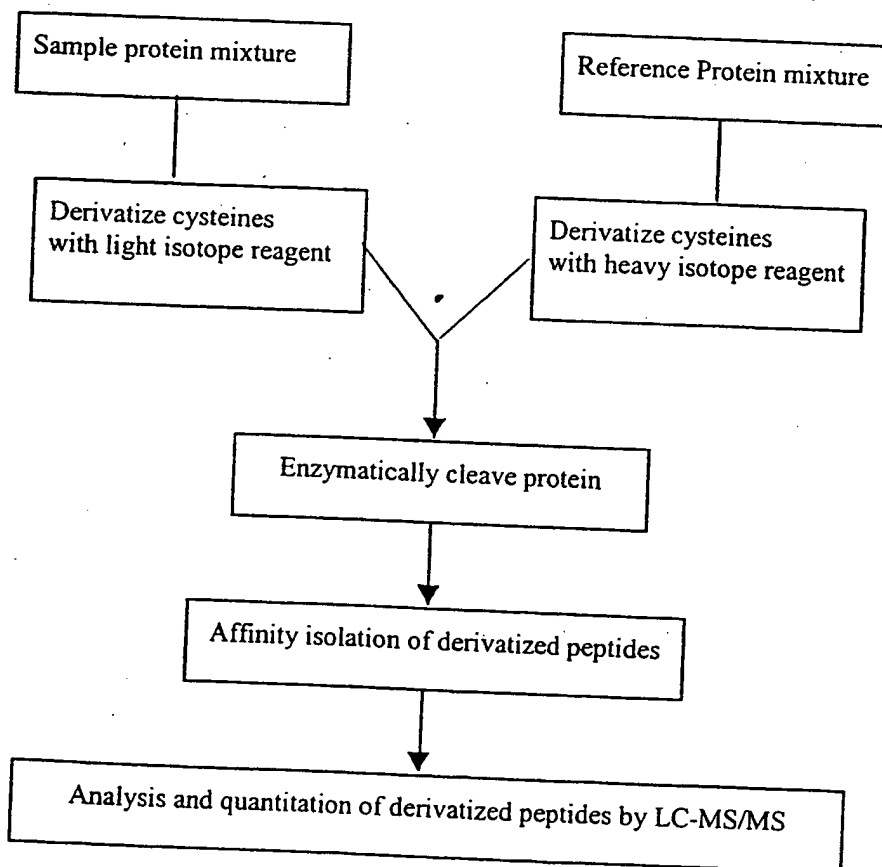 Sample protein mixture
Reference Protein mixture
Derivatize cysteines
with light isotope reagent
Derivatize cysteines
with heavy isotope reagent
Enzymatically cleave protein
Affinity isolation of derivatized peptides
Analysis and quantitation of derivatized peptides by LC-MS/MS